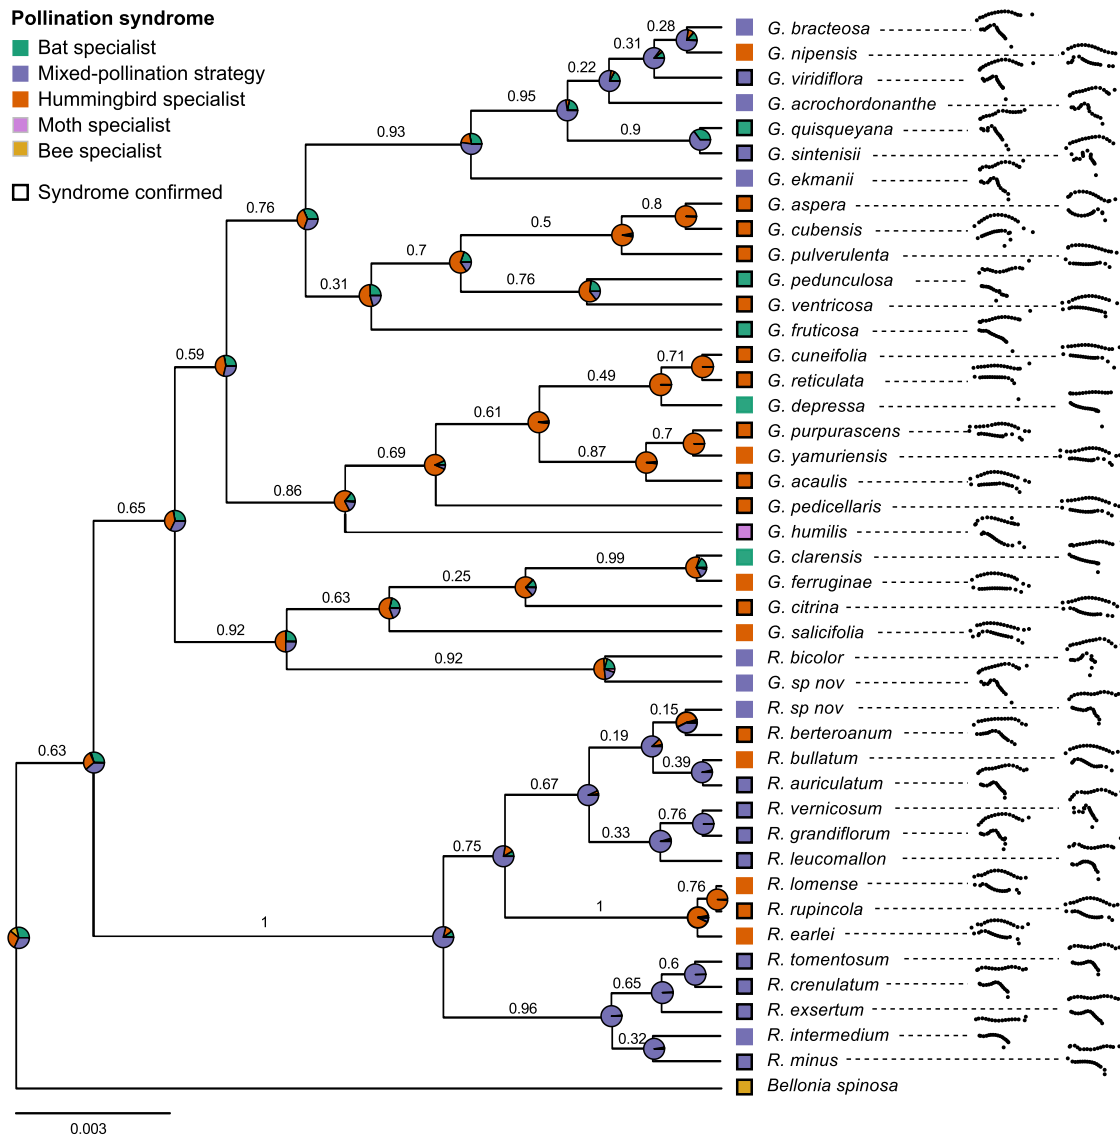 Pollination syndrome
Bat specialist
Mixed-pollination strategy
Hummingbird specialist
Moth specialist
Bee specialist
Syndrome confirmed
0.28
0.31
0.22
0.95
0.9
0.93
0.76
0.8
0.5
0.7
0.76
0.31
0.59
0.71
0.49
0.61
0.7
0.87
0.69
0.86
0.65
0.99
0.25
0.63
0.92
0.92
0.63
0.15
0.19
0.39
0.67
0.76
0.33
0.75
0.76
1
1
0.6
0.65
0.96
0.32
G. bracteosa
G. nipensis
G. viridiflora
G. acrochordonanthe
G. quisqueyana
G. sintenisii
G. ekmanii
G. aspera
G. cubensis
G. pulverulenta
G. pedunculosa
G. ventricosa
G. fruticosa
G. cuneifolia
G. reticulata
G. depressa
G. purpurascens
G. yamuriensis
G. acaulis
G. pedicellaris
G. humilis
G. clarensis
G. ferruginae
G. citrina
G. salicifolia
R. bicolor
G. sp nov
R. sp nov
R. berteroanum
R. bullatum
R. auriculatum
R. vernicosum
R. grandiflorum
R. leucomallon
R. lomense
R. rupincola
R. earlei
R. tomentosum
R. crenulatum
R. exsertum
R. intermedium
R. minus
Bellonia spinosa
0.003